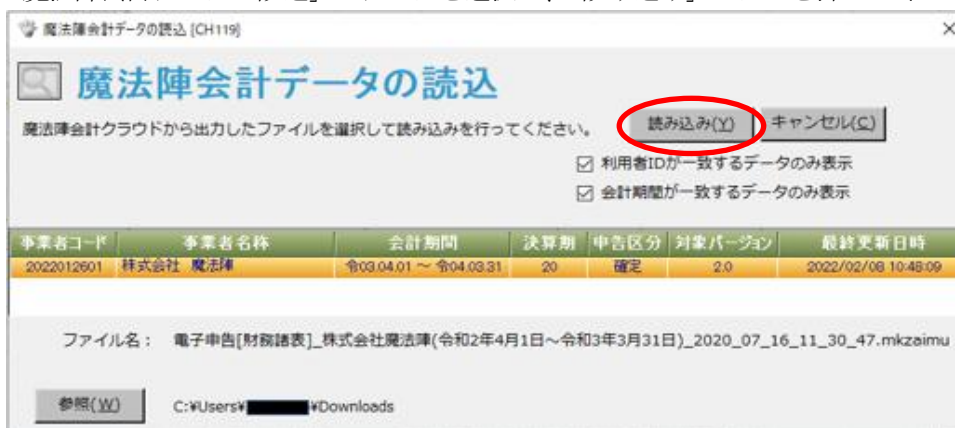 魔法陣会計データの読込 [CH119]
魔法陣会計データの読込
魔法陣会計クラウドから出力したファイルを選択して読み込みを行ってください。
読み込み(Y) キャンセル(C)
利用者IDが一致するデータのみ表示
会計期間が一致するデータのみ表示
事業者コード 事業者名称 会計期間 決算期 申告区分 対象バージョン 最終更新日時
2022012601 株式会社 魔法陣 令03.04.01 ~ 令04.03.31 20 確定 2.0 2022/02/08 10:48:09
ファイル名: 電子申告[財務諸表]_株式会社魔法陣(令和2年4月1日~令和3年3月31日)_2020_07_16_11_30_47.mkzaimu
参照(W) C:¥Users¥ ¥Downloads